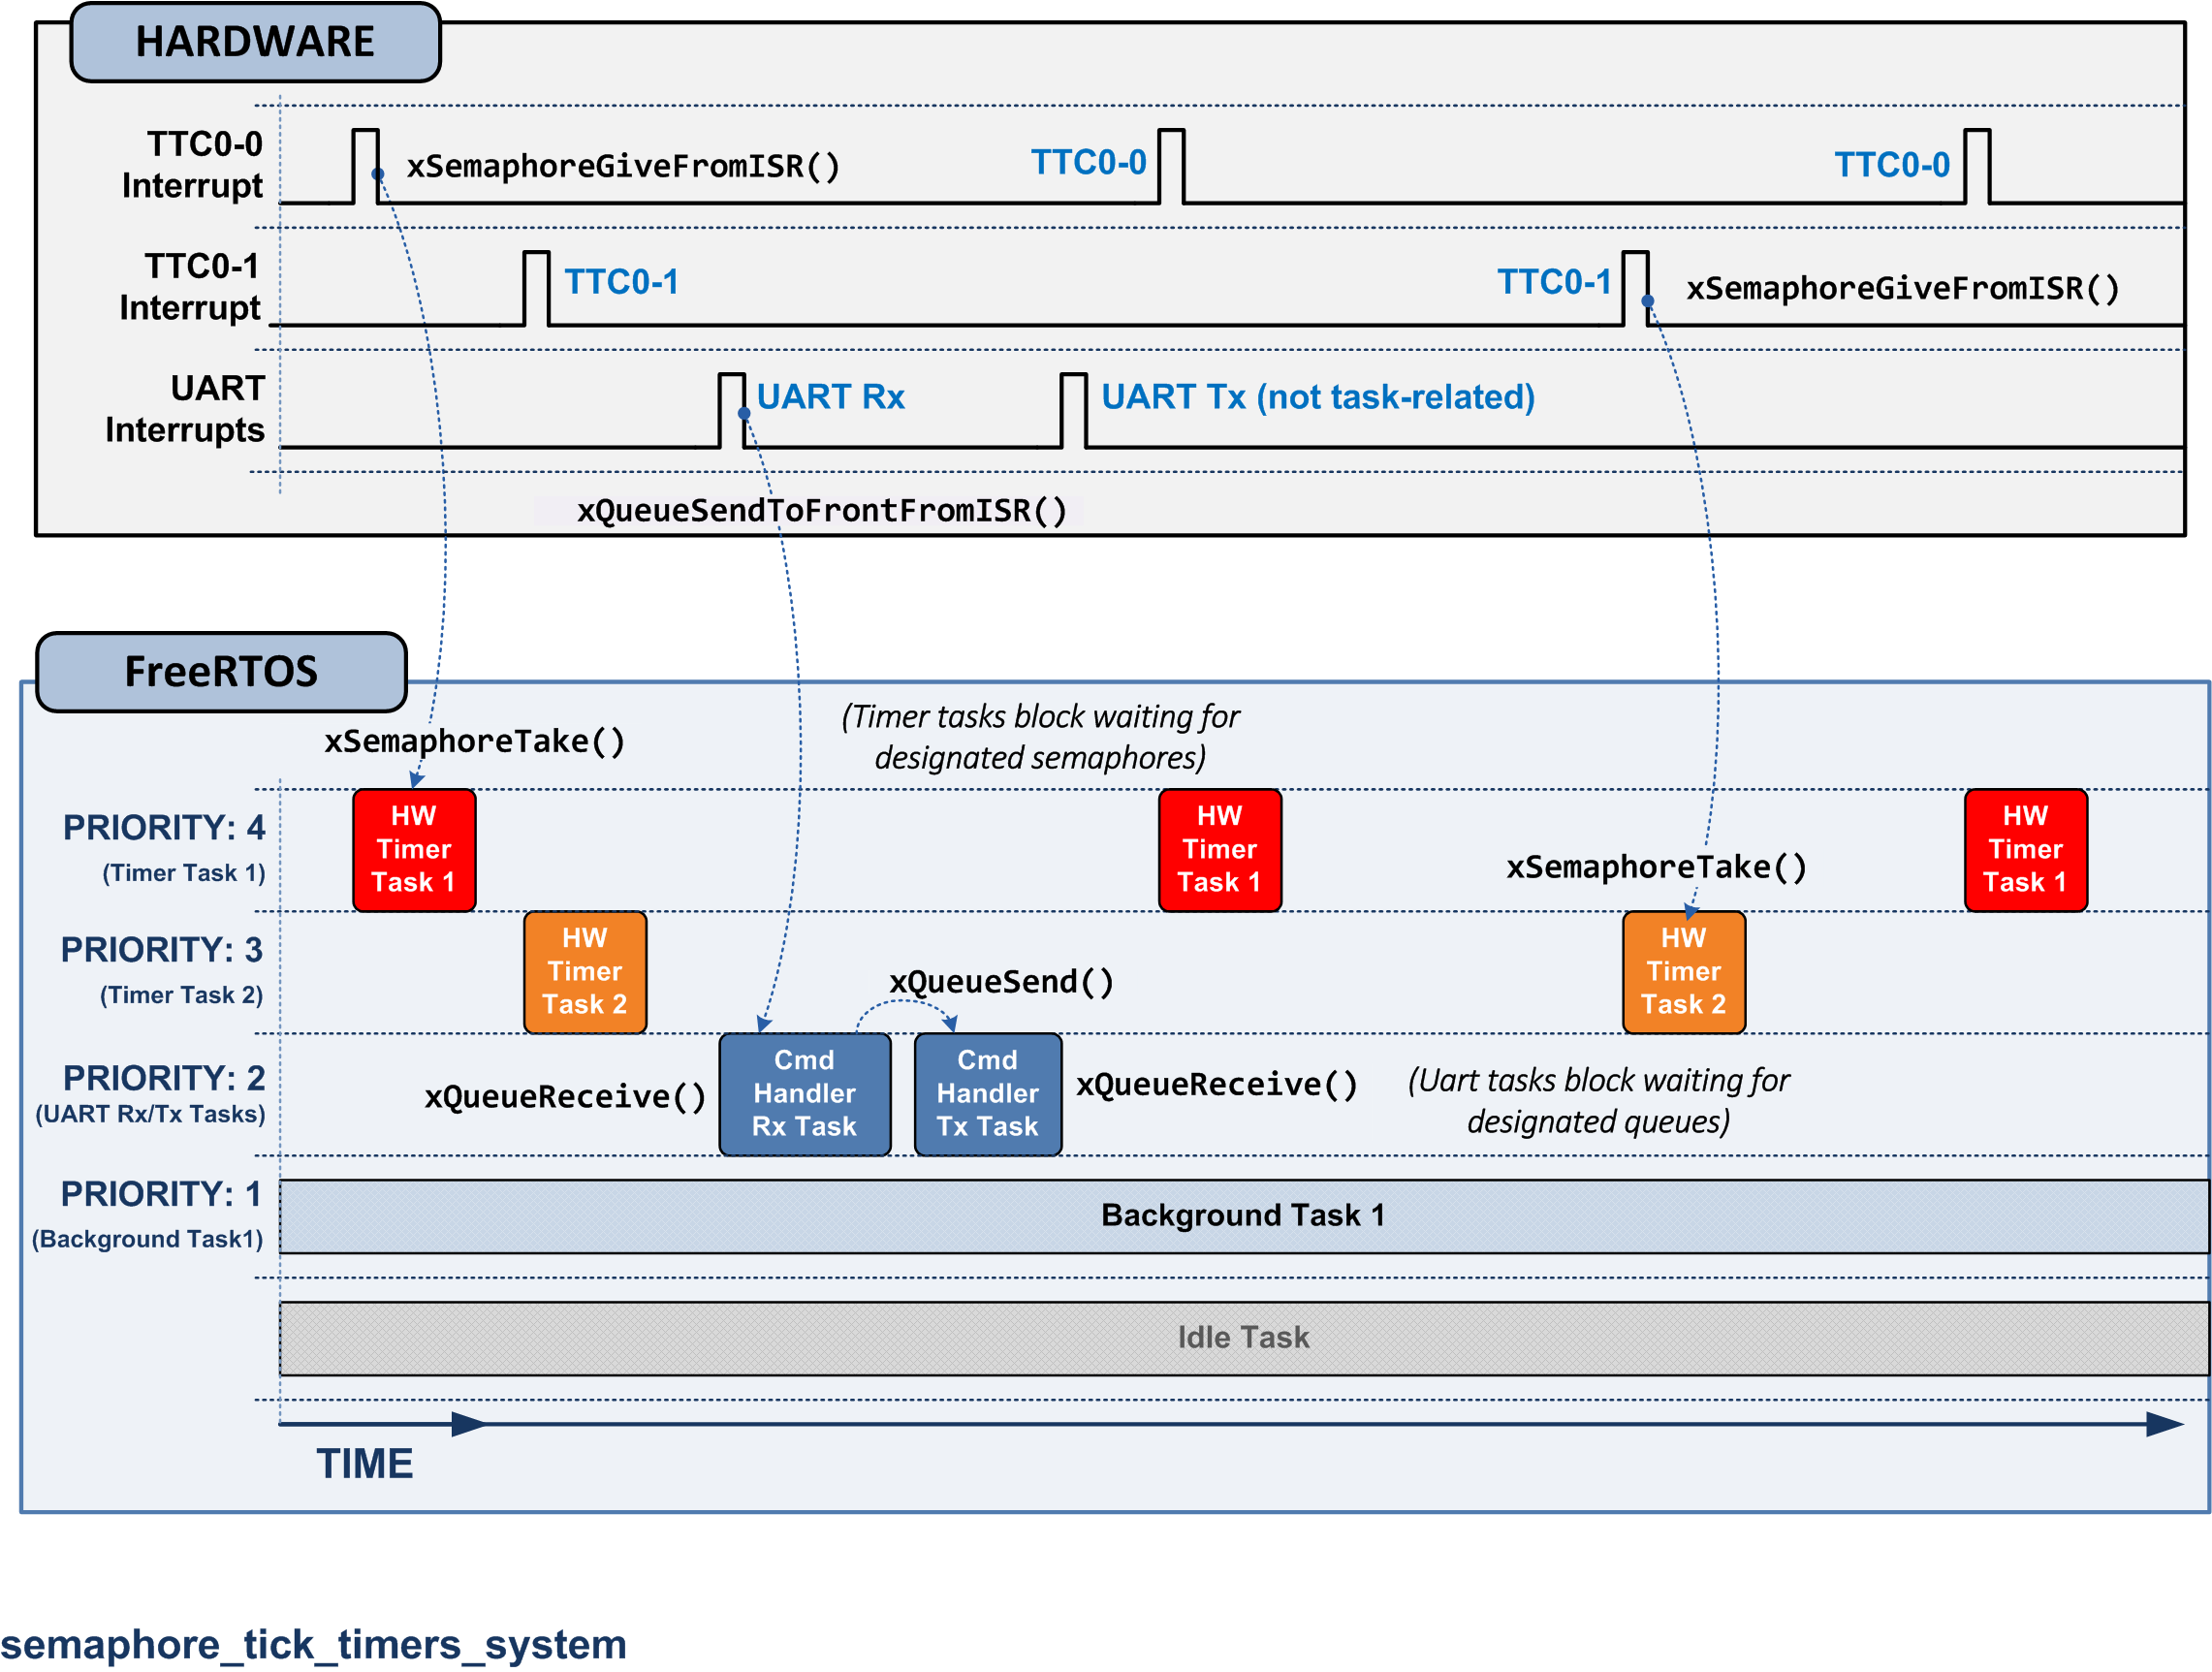 HARDWARE
TTC0-0
Interrupt
xSemaphoreGiveFromISR()
TTC0-0
TTC0-0
TTC0-1
Interrupt
TTC0-1
TTC0-1
xSemaphoreGiveFromISR()
UART
Interrupts
UART Rx
UART Tx (not task-related)
xQueueSendToFrontFromISR()
FreeRTOS
xSemaphoreTake()
(Timer tasks block waiting for
designated semaphores)
PRIORITY: 4
(Timer Task 1)
HW
Timer
Task 1
HW
Timer
Task 1
xSemaphoreTake()
HW
Timer
Task 1
PRIORITY: 3
(Timer Task 2)
HW
Timer
Task 2
xQueueSend()
HW
Timer
Task 2
PRIORITY: 2
(UART Rx/Tx Tasks)
xQueueReceive()
Cmd
Handler
Rx Task
Cmd
Handler
Tx Task
xQueueReceive()
(Uart tasks block waiting for
designated queues)
PRIORITY: 1
(Background Task1)
Background Task 1
Idle Task
TIME
semaphore_tick_timers_system